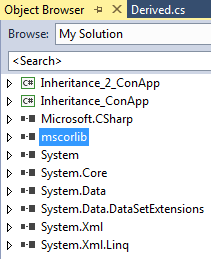 Object Browser Derived.cs
Browse: My Solution
<Search>
C# Inheritance_2_ConApp
C# Inheritance_ConApp
Microsoft.CSharp
mscorlib
System
System.Core
System.Data
System.Data.DataSetExtensions
System.Xml
System.Xml.Linq